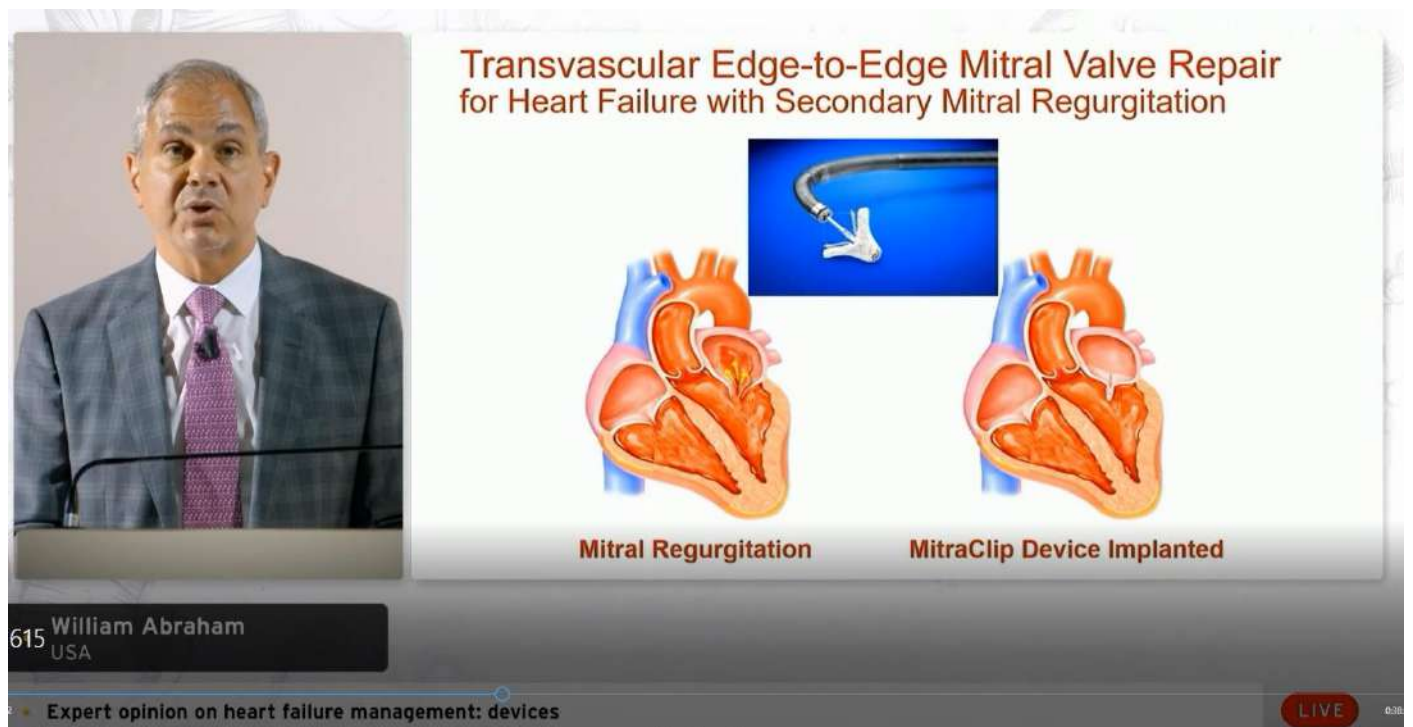 Transvascular Edge-to-Edge Mitral Valve Repair
for Heart Failure with Secondary Mitral Regurgitation
Mitral Regurgitation
MitraClip Device Implanted
615
William Abraham
USA
Expert opinion on heart failure management: devices
LIVE